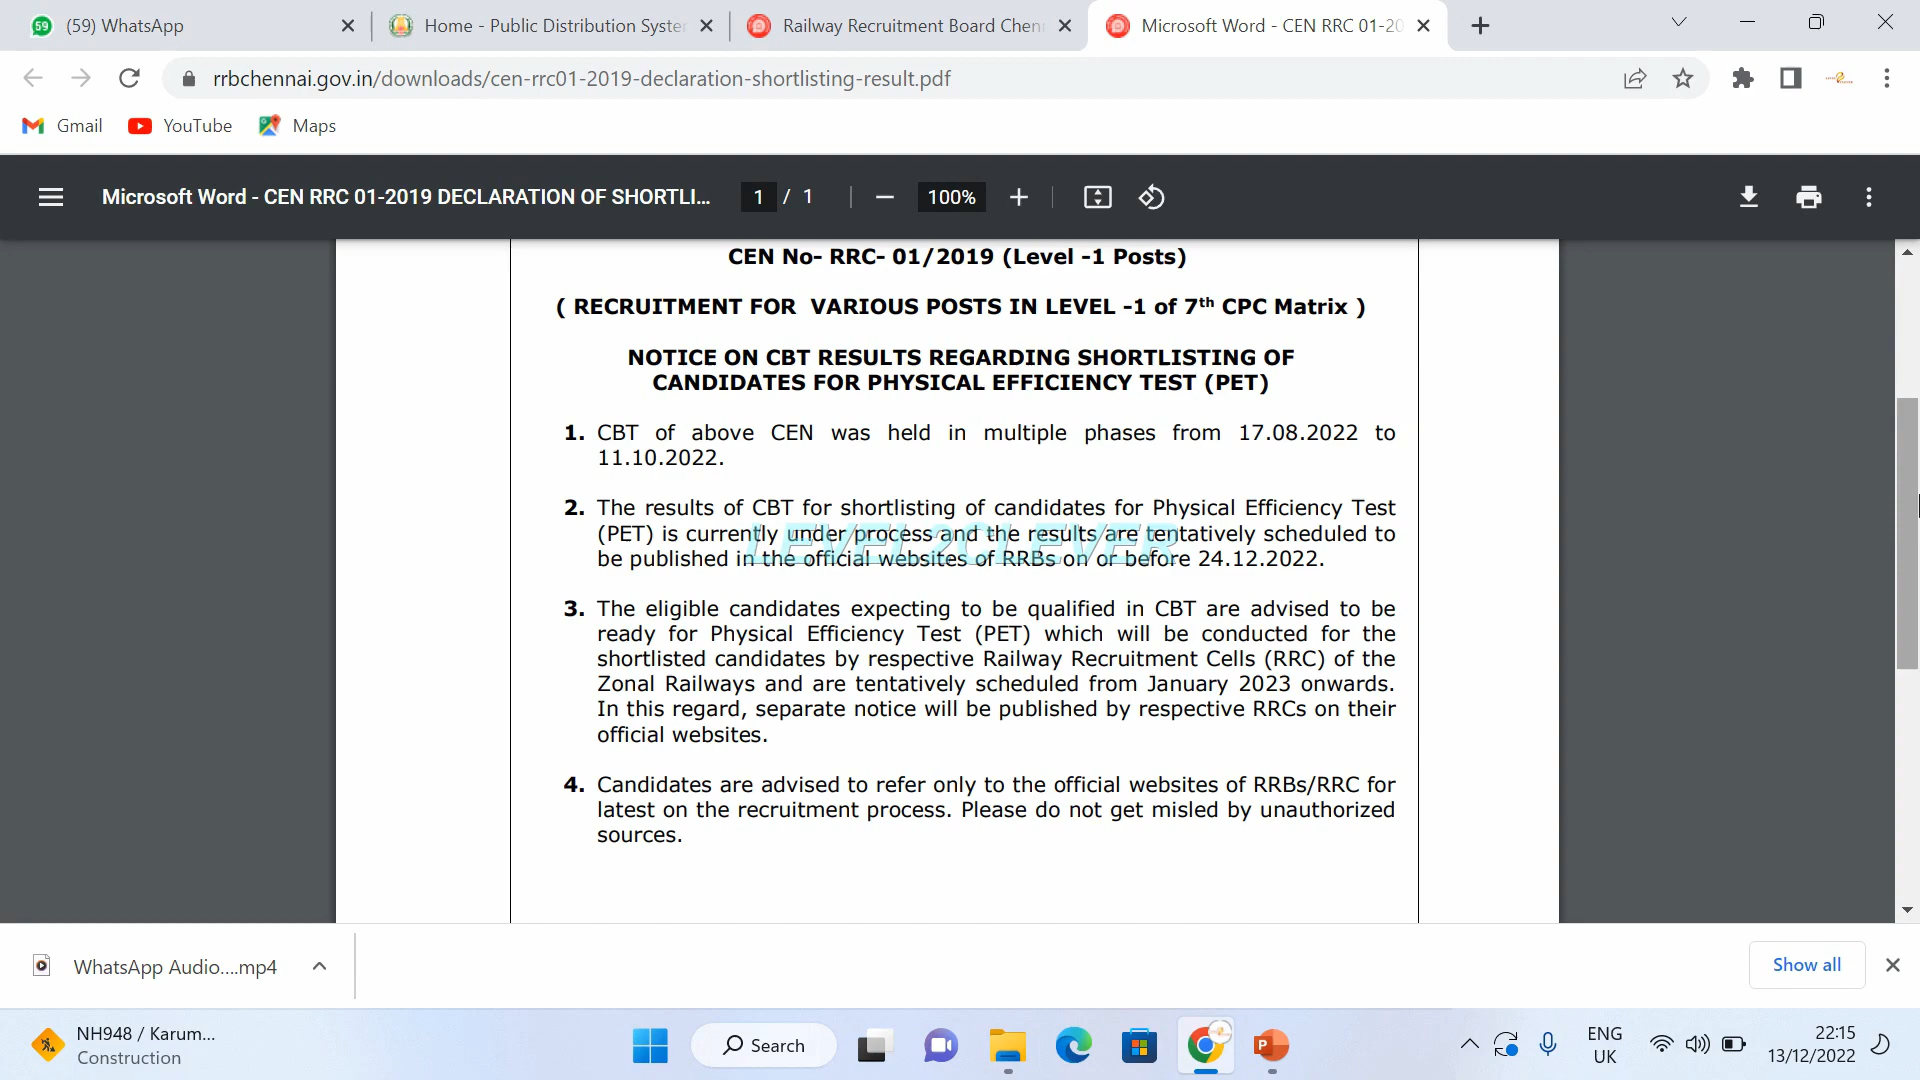 59 (59) WhatsApp
Home - Public Distribution Syste
Railway Recruitment Board Chen
Microsoft Word - CEN RRC 01-20
rrbchennai.gov.in/downloads/cen-rrc01-2019-declaration-shortlisting-result.pdf
Gmail YouTube Maps
Microsoft Word - CEN RRC 01-2019 DECLARATION OF SHORTLI... 1 / 1 100%
CEN No- RRC- 01/2019 (Level -1 Posts)
( RECRUITMENT FOR VARIOUS POSTS IN LEVEL -1 of 7th CPC Matrix )
NOTICE ON CBT RESULTS REGARDING SHORTLISTING OF
CANDIDATES FOR PHYSICAL EFFICIENCY TEST (PET)
1. CBT of above CEN was held in multiple phases from 17.08.2022 to
11.10.2022.
2. The results of CBT for shortlisting of candidates for Physical Efficiency Test
(PET) is currently under process and the results are tentatively scheduled to
be published in the official websites of RRBs on or before 24.12.2022.
LEVEL2CLEVER
3. The eligible candidates expecting to be qualified in CBT are advised to be
ready for Physical Efficiency Test (PET) which will be conducted for the
shortlisted candidates by respective Railway Recruitment Cells (RRC) of the
Zonal Railways and are tentatively scheduled from January 2023 onwards.
In this regard, separate notice will be published by respective RRCs on their
official websites.
4. Candidates are advised to refer only to the official websites of RRBs/RRC for
latest on the recruitment process. Please do not get misled by unauthorized
sources.
WhatsApp Audio....mp4
Show all
NH948 / Karum...
Construction
Search
ENG
UK
22:15
13/12/2022